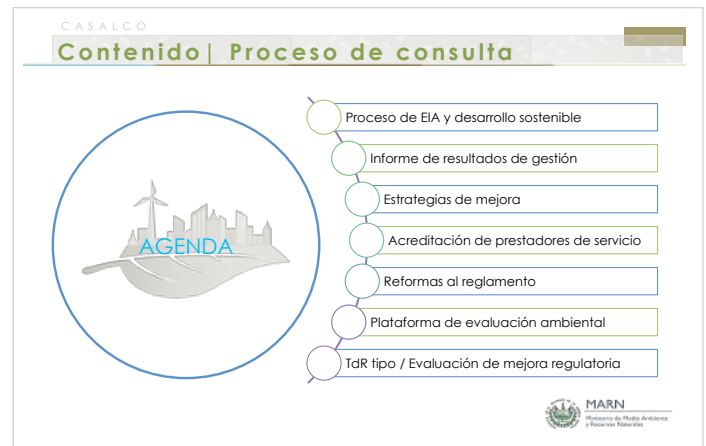 CASALCO
Contenido| Proceso de consulta
AGENDA
Proceso de EIA y desarrollo sostenible
Informe de resultados de gestión
Estrategias de mejora
Acreditación de prestadores de servicio
Reformas al reglamento
Plataforma de evaluación ambiental
TdR tipo / Evaluación de mejora regulatoria
MARN
Ministerio de Medio Ambiente
y Recursos Naturales